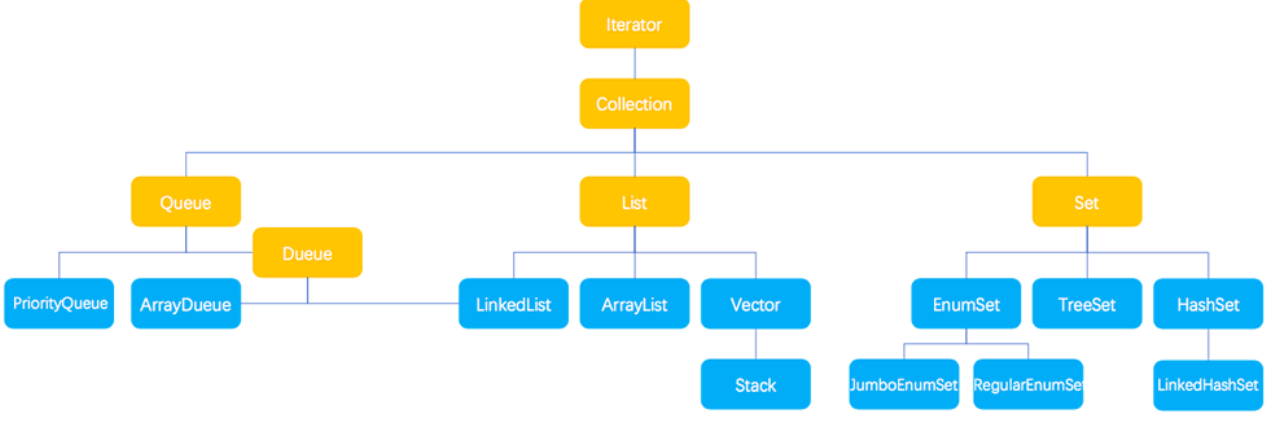 Iterator
Collection
Queue
List
Set
Dueue
PriorityQueue
ArrayDueue
LinkedList
ArrayList
Vector
EnumSet
TreeSet
HashSet
Stack
JumboEnumSet
RegularEnumSet
LinkedHashSet